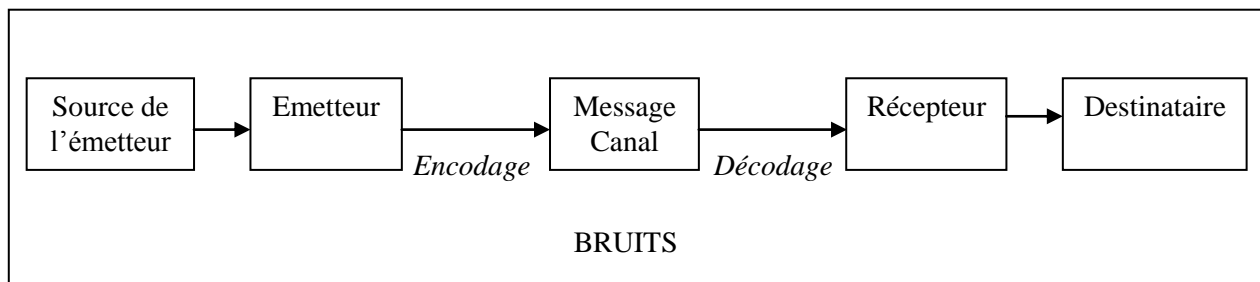 Source de
l’émetteur
Emetteur
Encodage
Message
Canal
Décodage
Récepteur
Destinataire
BRUITS